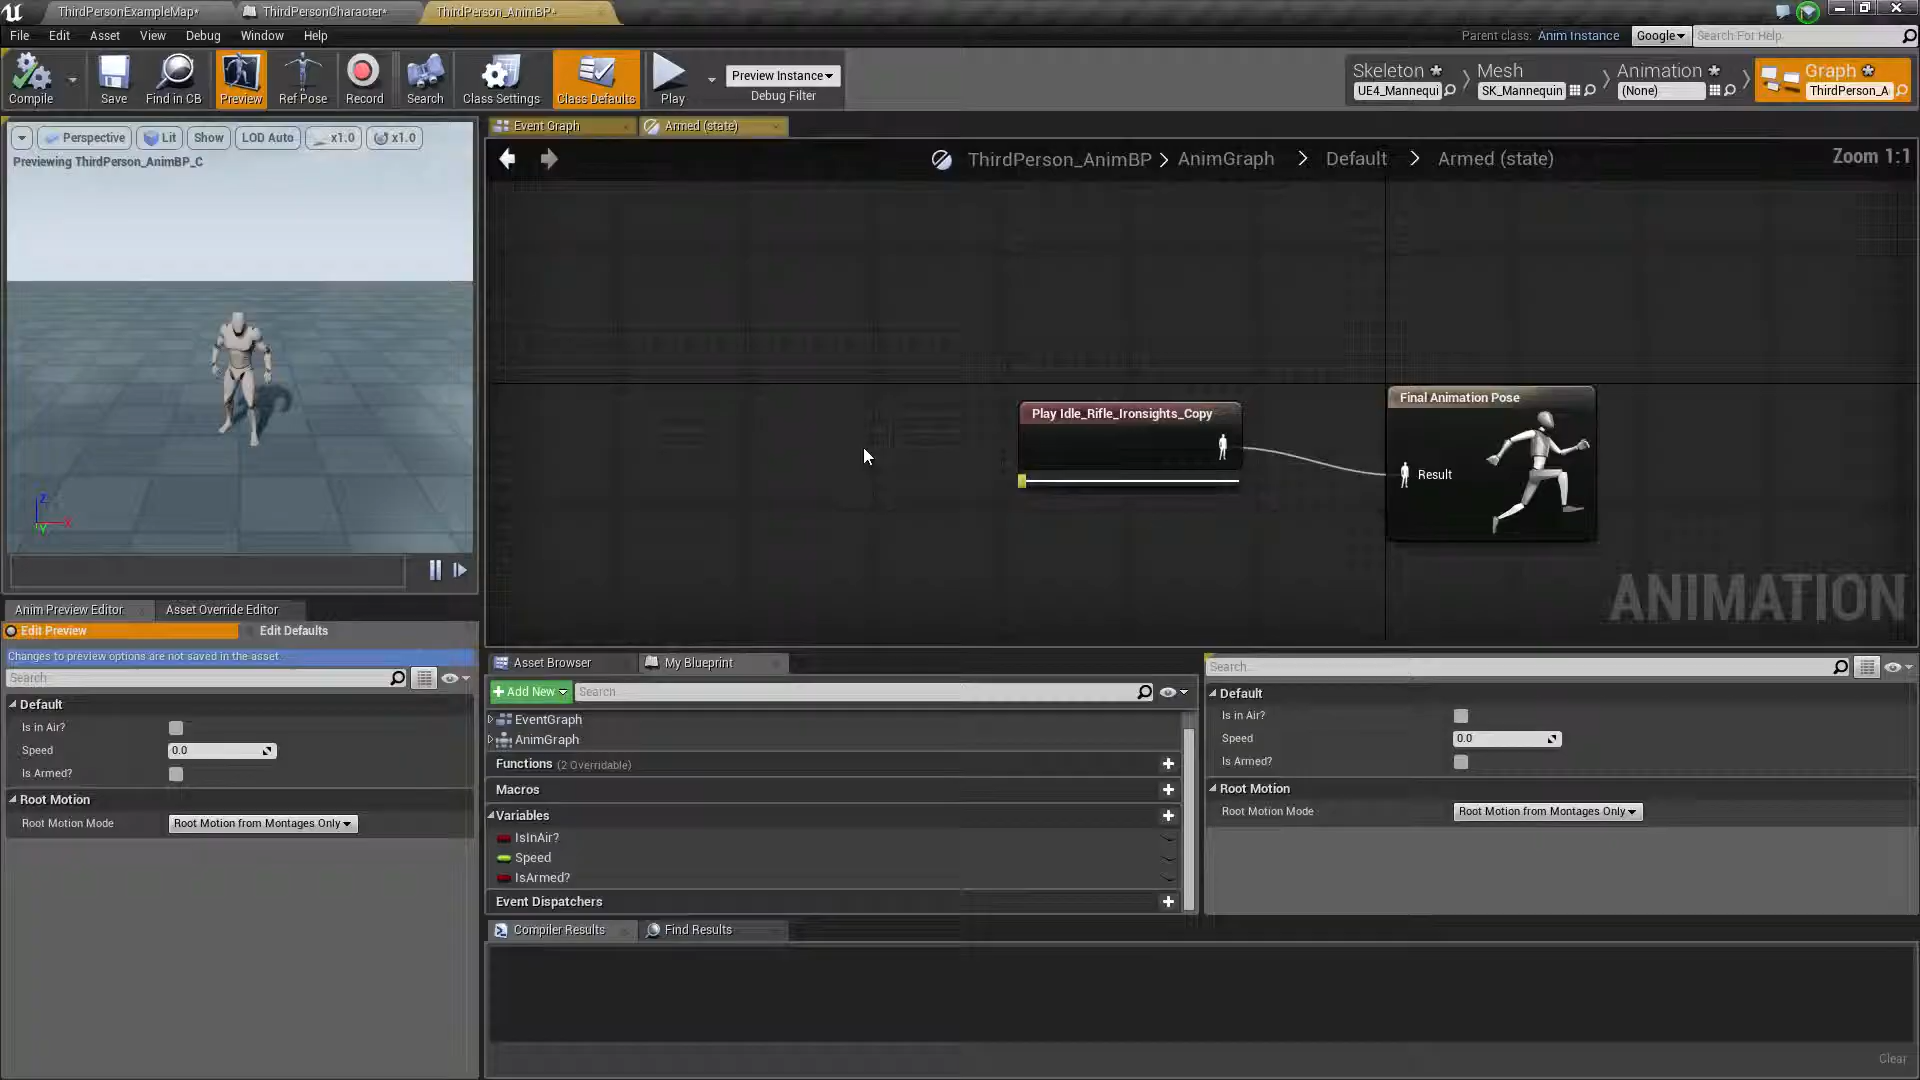 ThirdPersonExampleMap*
ThirdPersonCharacter*
ThirdPerson_AnimBP*
File Edit Asset View Debug Window Help
Parent class: Anim Instance Google Search For Help
Compile Save Find in CB Preview Ref Pose Record Search Class Settings Class Defaults Play
Preview Instance
Debug Filter
Skeleton
UE4_Mannequi
Mesh
SK_Mannequin
Animation
(None)
Graph
ThirdPerson_A
Perspective Lit Show LOD Auto x1.0 x1.0
Previewing ThirdPerson_AnimBP_C
Z
X
Y
Event Graph
Armed (state)
ThirdPerson_AnimBP > AnimGraph > Default > Armed (state)
Zoom 1:1
Play Idle_Rifle_Ironsights_Copy
Final Animation Pose
Result
ANIMATION
Anim Preview Editor
Asset Override Editor
Edit Preview
Edit Defaults
Changes to preview options are not saved in the asset.
Search
Default
Is in Air?
Speed 0.0
Is Armed?
Root Motion
Root Motion Mode Root Motion from Montages Only
Asset Browser
My Blueprint
+Add New Search
EventGraph
AnimGraph
Functions (2 Overridable)
Macros
Variables
IsInAir?
Speed
IsArmed?
Event Dispatchers
Search
Default
Is in Air?
Speed 0.0
Is Armed?
Root Motion
Root Motion Mode Root Motion from Montages Only
Compiler Results
Find Results
Clear